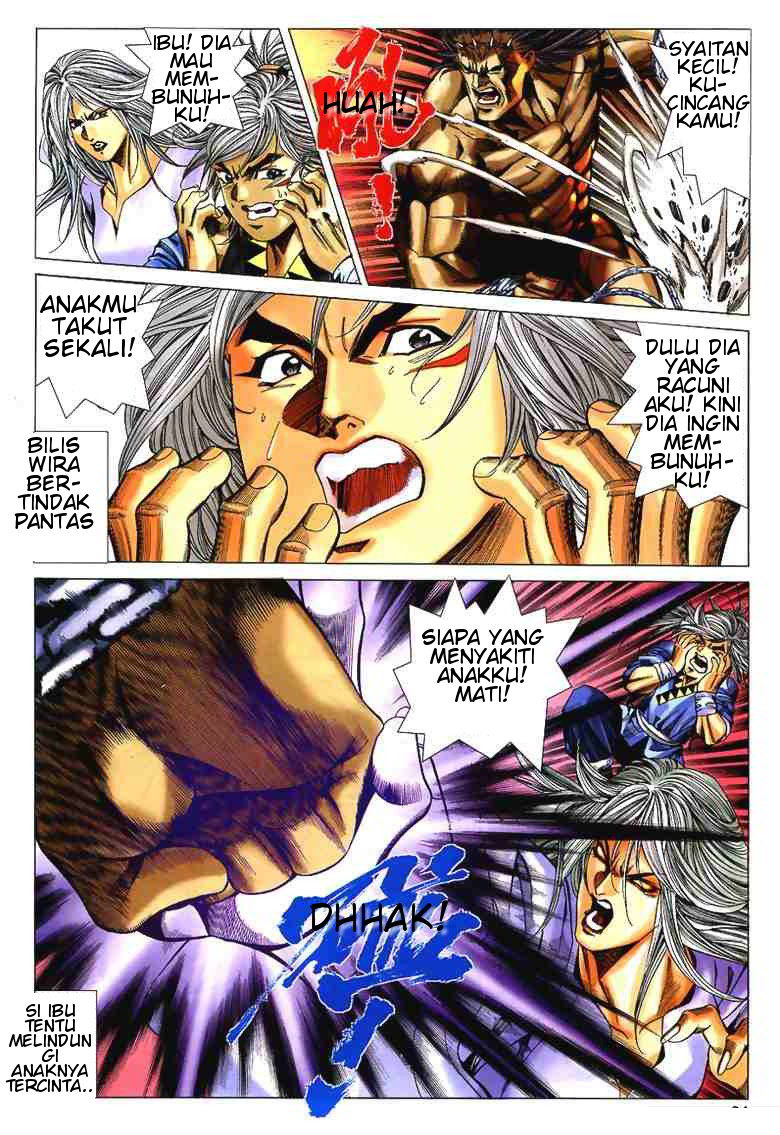 IBU! DIA
MAU
MEM-
BUNUH-
KU!
HUAH!
SYAITAN
KECIL!
KU-
CINCANG
KAMU!
ANAKMU
TAKUT
SEKALI!
DULU DIA
YANG
RACUNI
AKU! KINI
DIA INGIN
MEM-
BUNUH-
KU!
BILIS
WIRA
BER-
TINDAK
PANTAS
SIAPA YANG
MENYAKITI
ANAKKU!
MATI!
DHHAK!
SI IBU
TENTU
MELINDUN
GI
ANAKNYA
TERCINTA..